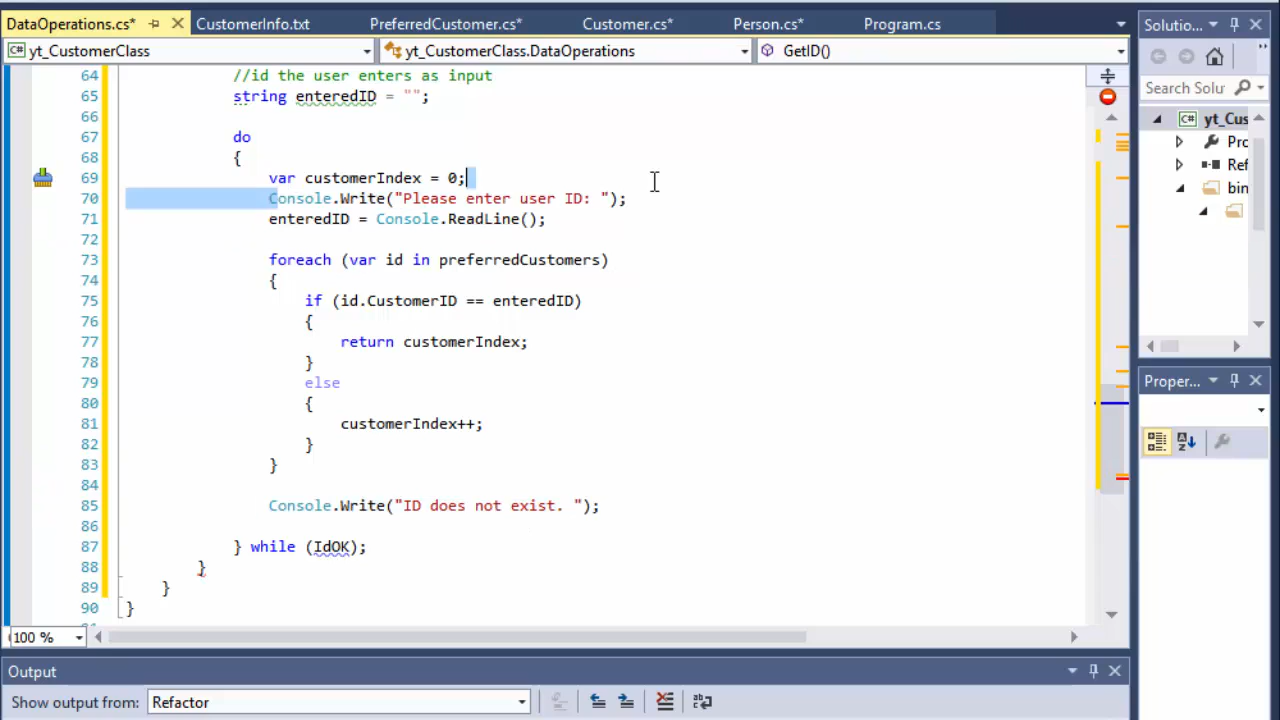 DataOperations.cs*
CustomerInfo.txt
PreferredCustomer.cs*
Customer.cs*
Person.cs*
Program.cs
Solutio...
C# yt_CustomerClass
yt_CustomerClass.DataOperations
GetID()
64 //id the user enters as input
65 string enteredID = "";
66
67 do
68 {
69 var customerIndex = 0;
70 Console.Write("Please enter user ID: ");
71 enteredID = Console.ReadLine();
72
73 foreach (var id in preferredCustomers)
74 {
75 if (id.CustomerID == enteredID)
76 {
77 return customerIndex;
78 }
79 else
80 {
81 customerIndex++;
82 }
83 }
84
85 Console.Write("ID does not exist. ");
86
87 } while (IdOK);
88 }
89 }
90 }
100 %
Search Solu
C# yt_Cus
Pro
Ref
bin
Proper...
Output
Show output from: Refactor